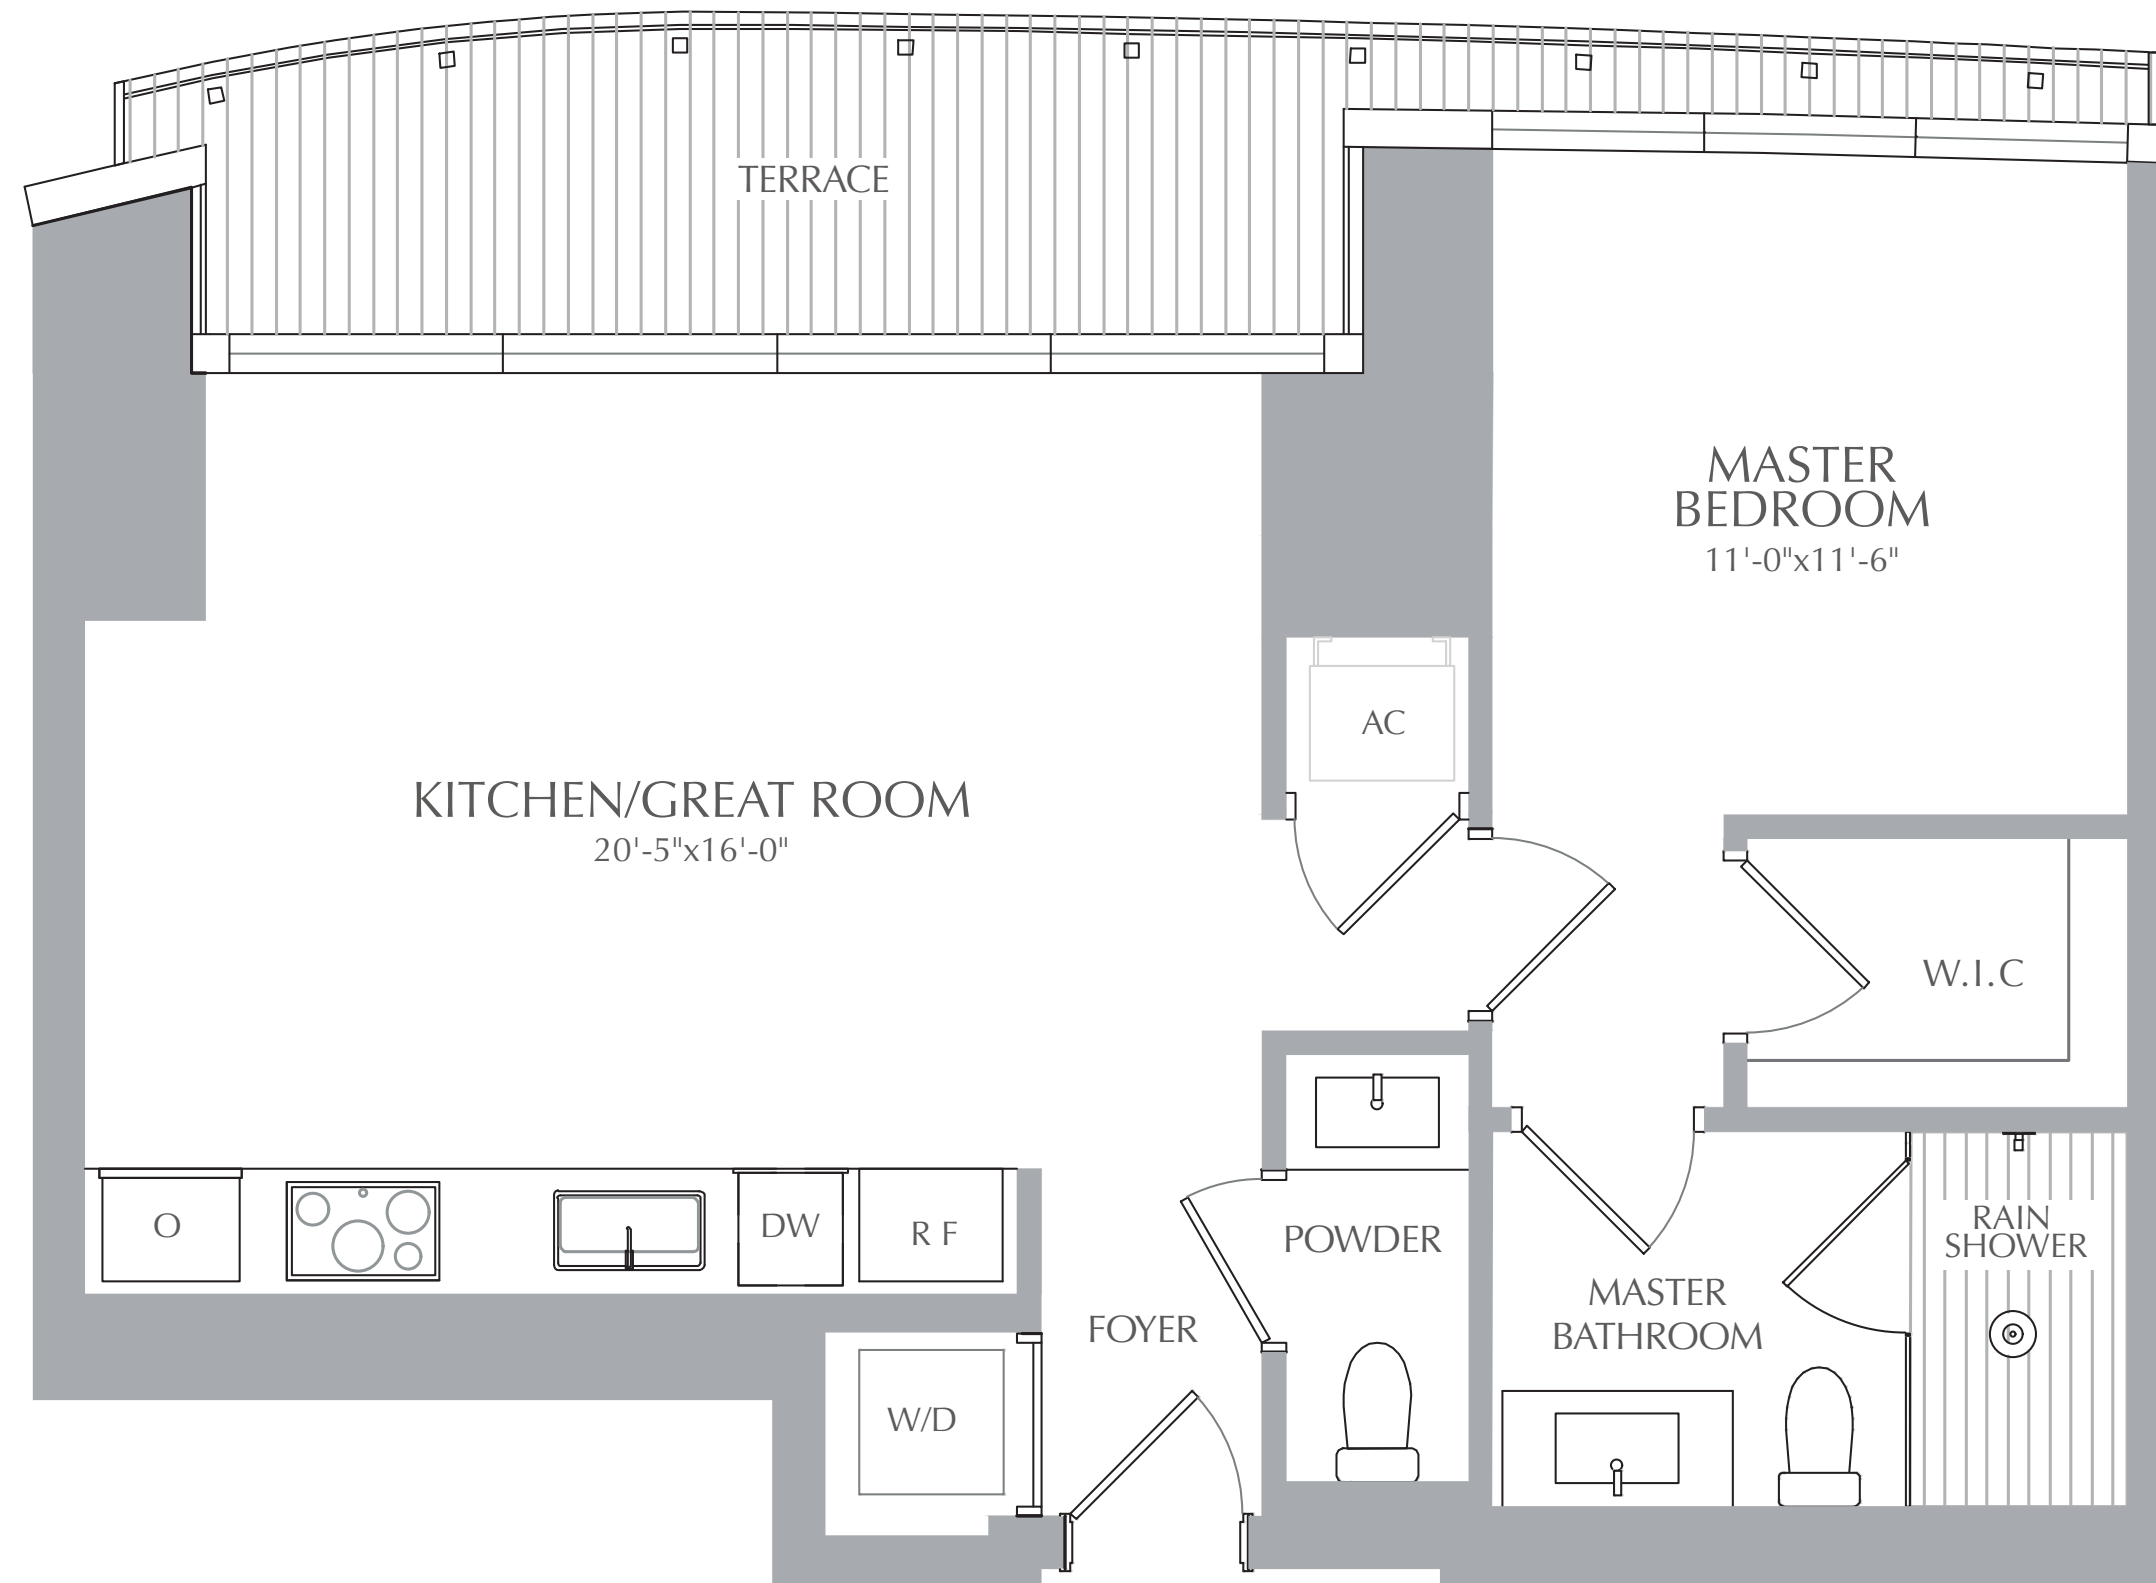 TERRACE
MASTER
BEDROOM
11'-0"x11'-6"
AC
KITCHEN/GREAT ROOM
20'-5"x16'-0"
W.I.C
O
DW
R F
POWDER
RAIN
SHOWER
FOYER
MASTER
BATHROOM
W/D